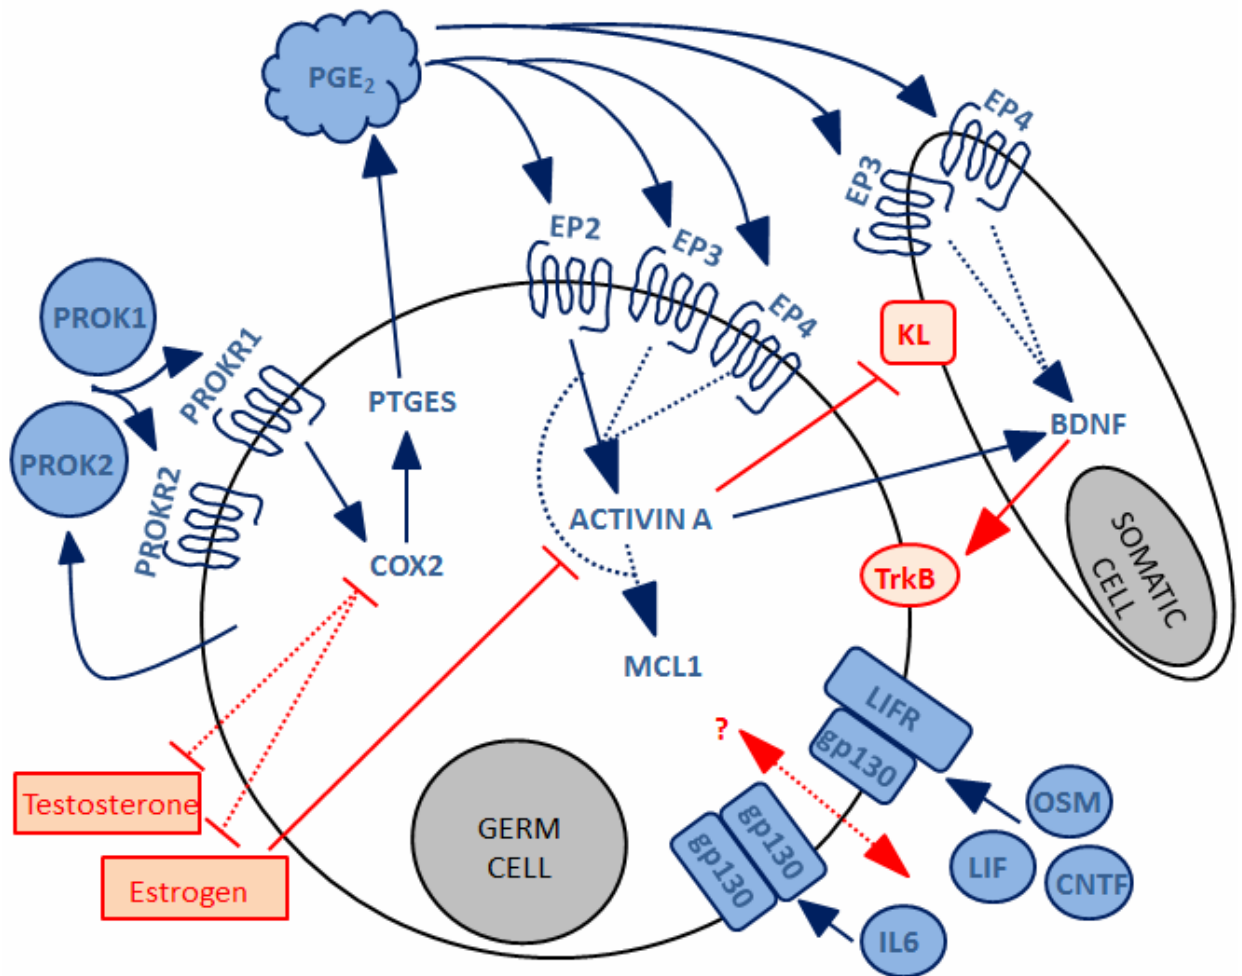 PGE2
EP4
EP3
EP2
EP3
EP4
PROK1
PROKR1
KL
PTGES
BDNF
PROK2
PROKR2
ACTIVIN A
COX2
TrkB
SOMATIC
CELL
MCL1
LIFR
gp130
?
Testosterone
OSM
gp130
gp130
GERM
CELL
LIF
CNTF
Estrogen
IL6